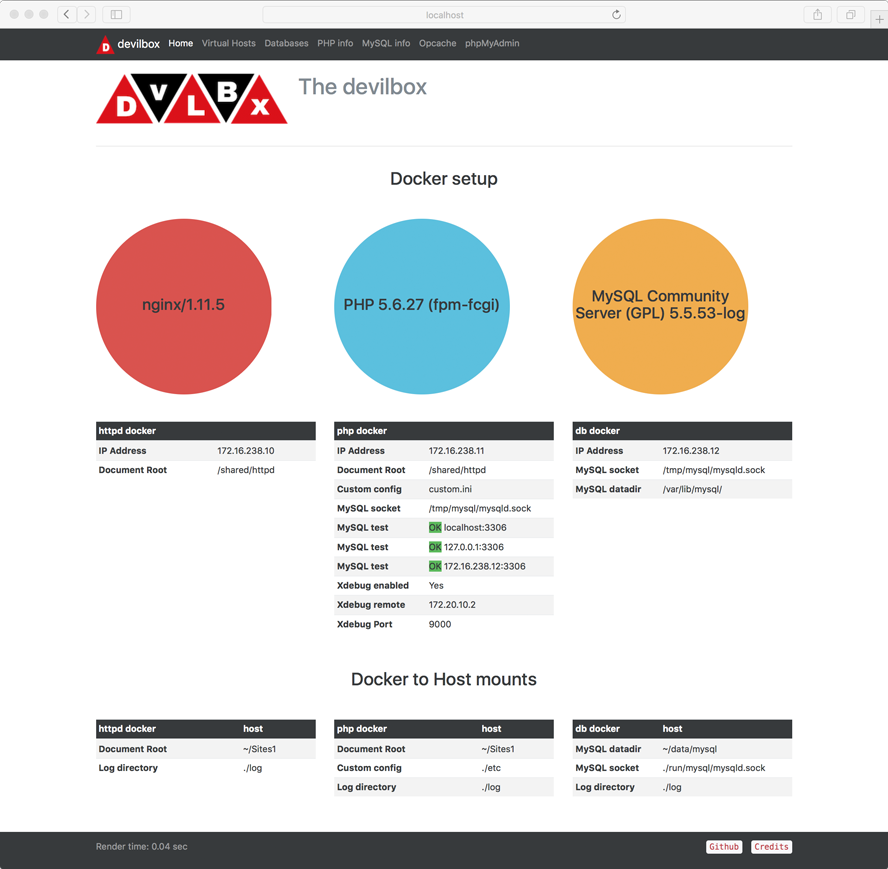 localhost
D devilbox Home Virtual Hosts Databases PHP info MySQL info Opcache phpMyAdmin
DVLBX The devilbox
Docker setup
nginx/1.11.5
PHP 5.6.27 (fpm-fcgi)
MySQL Community
Server (GPL) 5.5.53-log
httpd docker
IP Address 172.16.238.10
Document Root /shared/httpd
php docker
IP Address 172.16.238.11
Document Root /shared/httpd
Custom config custom.ini
MySQL socket /tmp/mysql/mysqld.sock
MySQL test OK localhost:3306
MySQL test OK 127.0.0.1:3306
MySQL test OK 172.16.238.12:3306
Xdebug enabled Yes
Xdebug remote 172.20.10.2
Xdebug Port 9000
db docker
IP Address 172.16.238.12
MySQL socket /tmp/mysql/mysqld.sock
MySQL datadir /var/lib/mysql/
Docker to Host mounts
httpd docker host
Document Root ~/Sites1
Log directory ./log
php docker host
Document Root ~/Sites1
Custom config ./etc
Log directory ./log
db docker host
MySQL datadir ~/data/mysql
MySQL socket ./run/mysql/mysqld.sock
Log directory ./log
Render time: 0.04 sec Github Credits